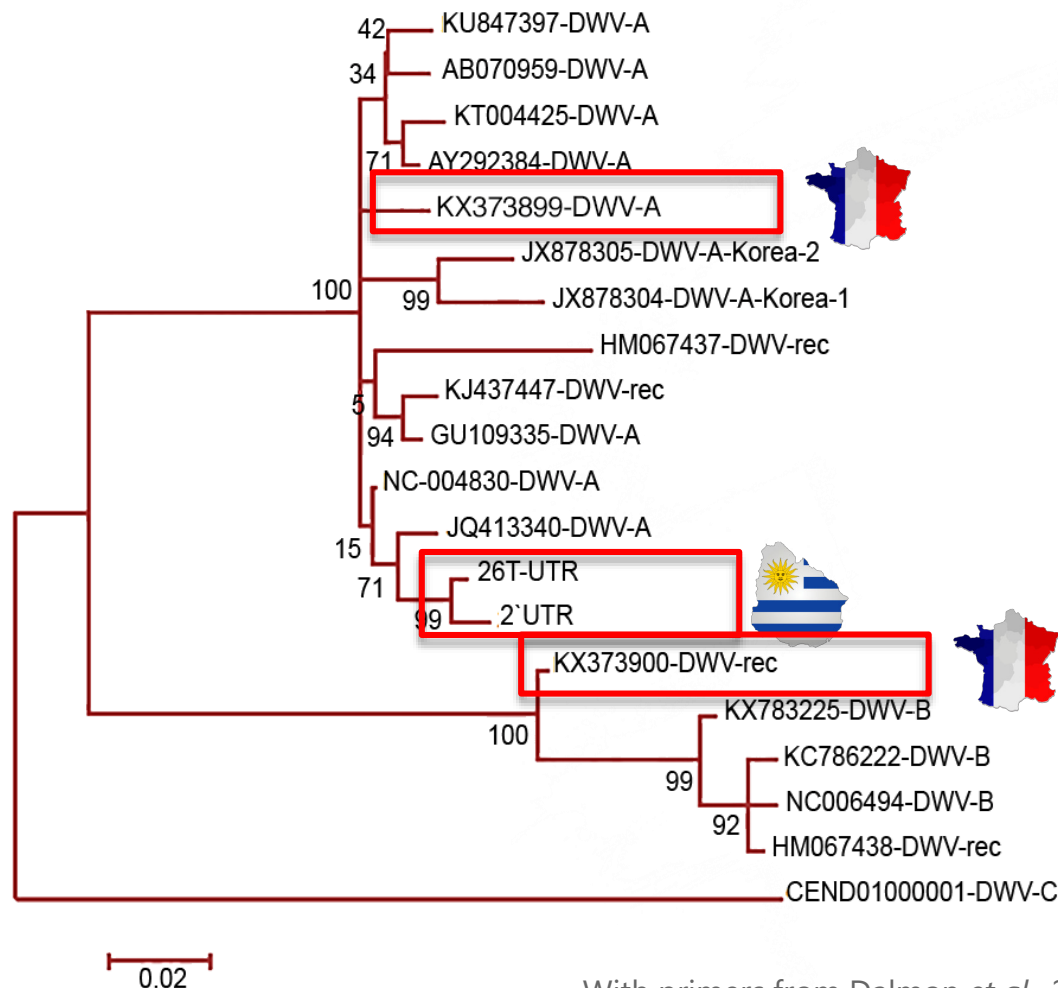 42
KU847397-DWV-A
34
AB070959-DWV-A
KT004425-DWV-A
71
AY292384-DWV-A
KX373899-DWV-A
JX878305-DWV-A-Korea-2
100
99
JX878304-DWV-A-Korea-1
HM067437-DWV-rec
5
KJ437447-DWV-rec
94
GU109335-DWV-A
NC-004830-DWV-A
15
JQ413340-DWV-A
71
26T-UTR
99
2`UTR
KX373900-DWV-rec
100
KX783225-DWV-B
99
KC786222-DWV-B
NC006494-DWV-B
92
HM067438-DWV-rec
CEND01000001-DWV-C
0.02
With primers from Dalmon et al.